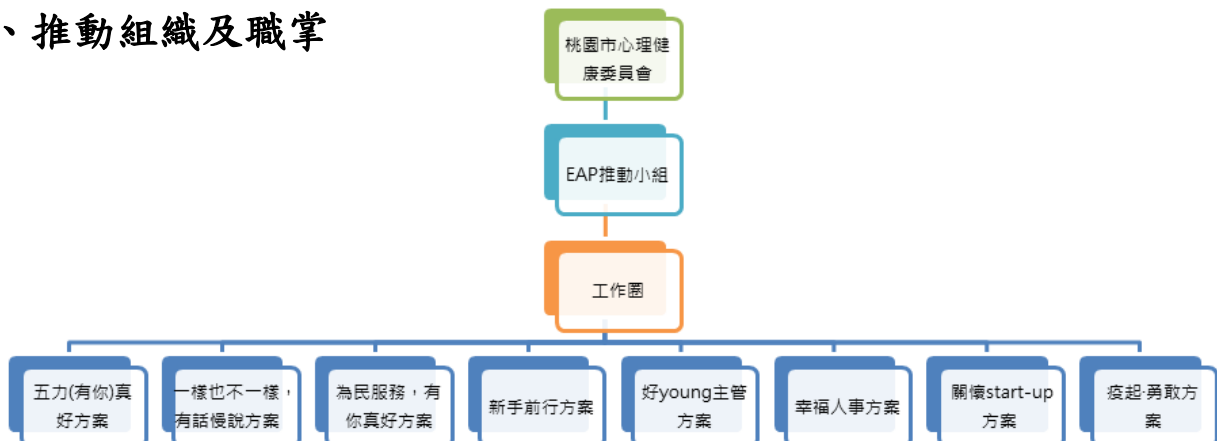 、推動組織及職掌
桃園市心理健
康委員會
EAP推動小組
工作圈
五力(有你)真
好方案
一樣也不一樣，
有話慢說方案
為民服務，有
你真好方案
新手前行方案
好young主管
方案
幸福人事方案
關懷start-up
方案
疫起·勇敢方
案